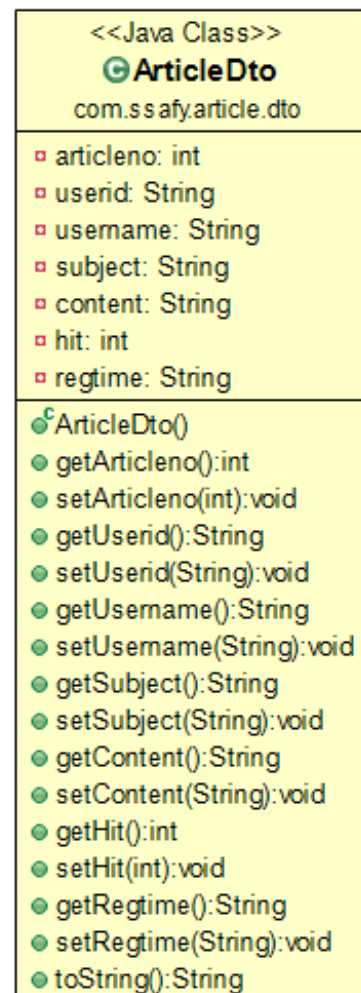 <<Java Class>>
ArticleDto
com.ssafy.article.dto
articleno: int
userid: String
username: String
subject: String
content: String
hit: int
regtime: String
ArticleDto()
getArticleno():int
setArticleno(int):void
getUserid():String
setUserid(String):void
getUsername():String
setUsername(String):void
getSubject():String
setSubject(String):void
getContent():String
setContent(String):void
getHit():int
setHit(int):void
getRegtime():String
setRegtime(String):void
toString():String